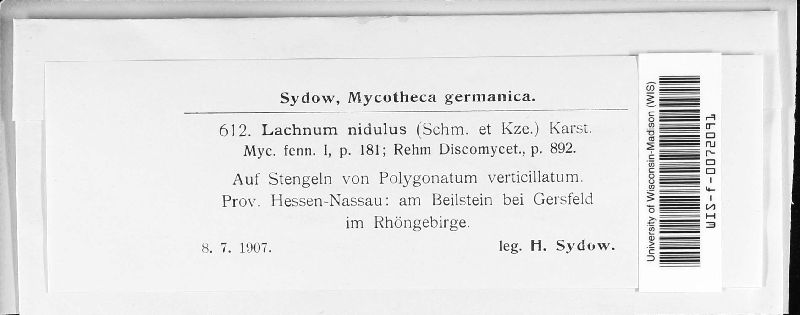 Sydow, Mycotheca germanica.
612. Lachnum nidulus (Schm. et Kze.) Karst.
Myc. fenn. I, p. 181; Rehm Discomycet., p. 892.
Auf Stengeln von Polygonatum verticillatum.
Prov. Hessen-Nassau: am Beilstein bei Gersfeld
im Rhöngebirge.
8. 7. 1907. leg. H. Sydow.
University of Wisconsin-Madison (WIS)
WIS-f-0072091